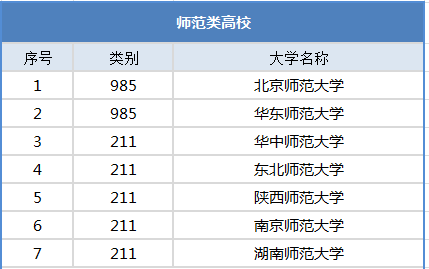 师范类高校
序号 类别 大学名称
1 985 北京师范大学
2 985 华东师范大学
3 211 华中师范大学
4 211 东北师范大学
5 211 陕西师范大学
6 211 南京师范大学
7 211 湖南师范大学